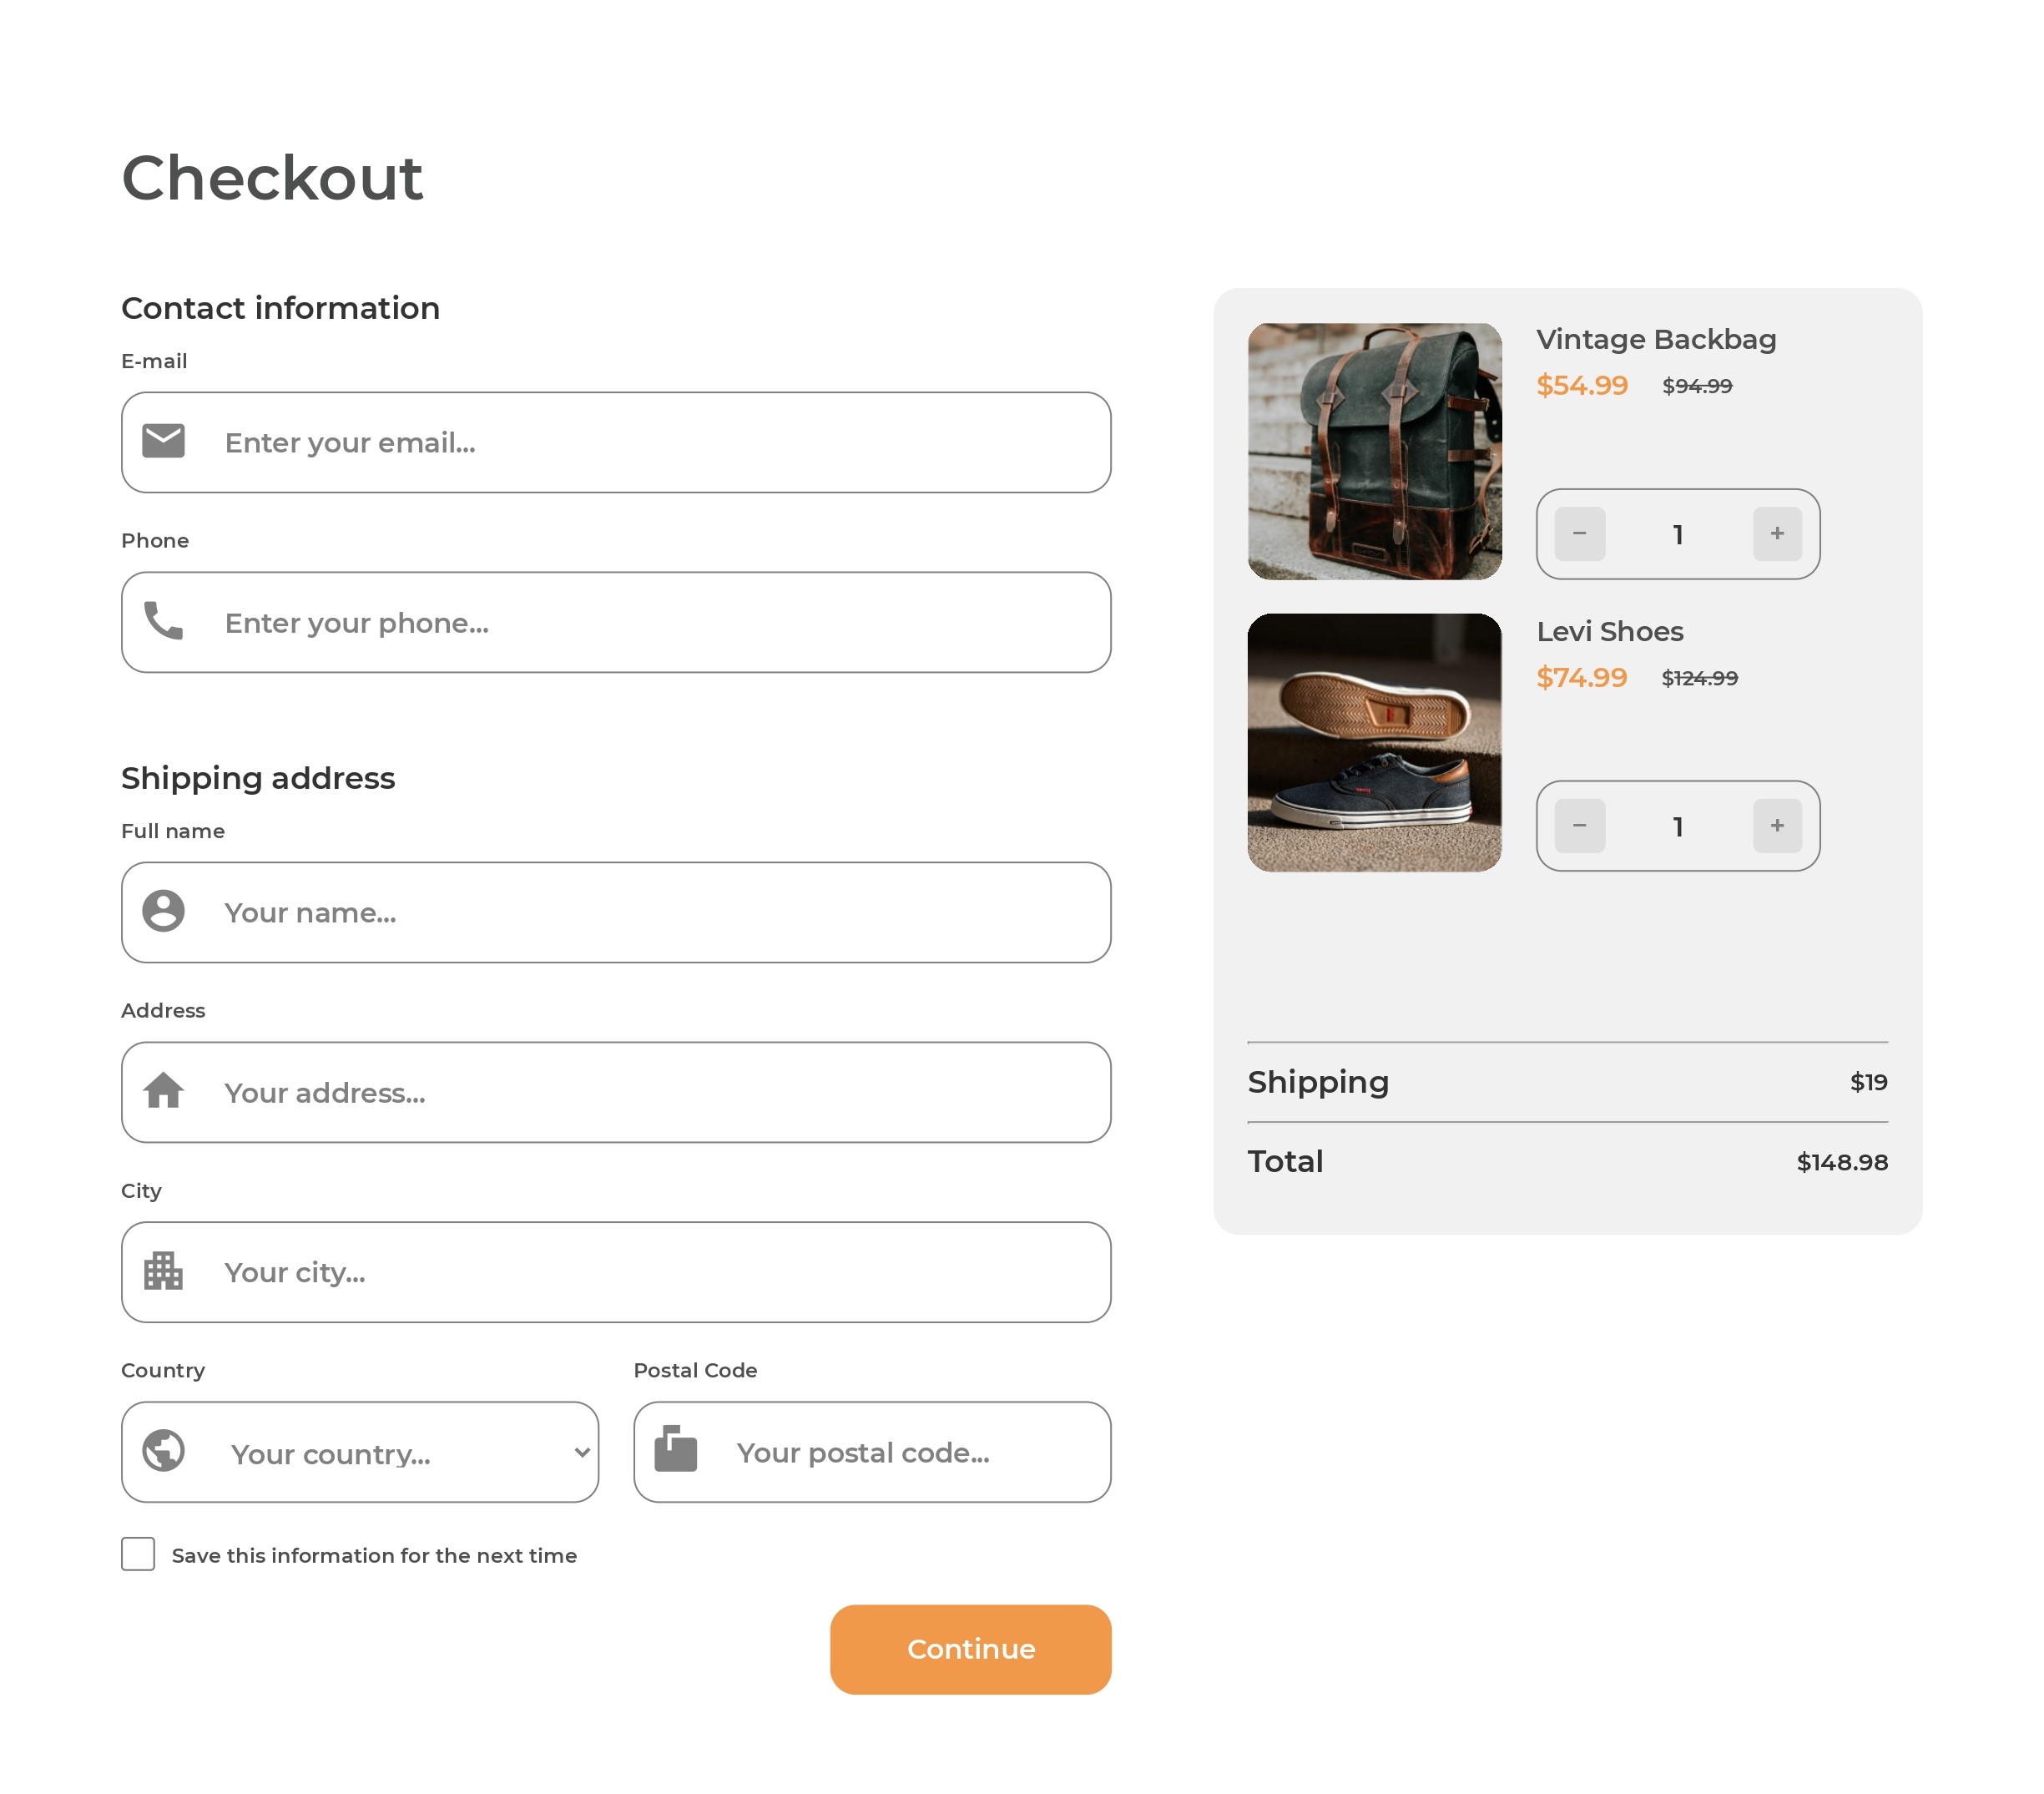 Checkout
Contact information
E-mail
Enter your email...
Phone
Enter your phone...
Shipping address
Full name
Your name...
Address
Your address...
City
Your city...
Country
Your country...
Postal Code
Your postal code...
Save this information for the next time
Continue
Vintage Backbag
$54.99 $94.99
− 1 +
Levi Shoes
$74.99 $124.99
− 1 +
Shipping $19
Total $148.98